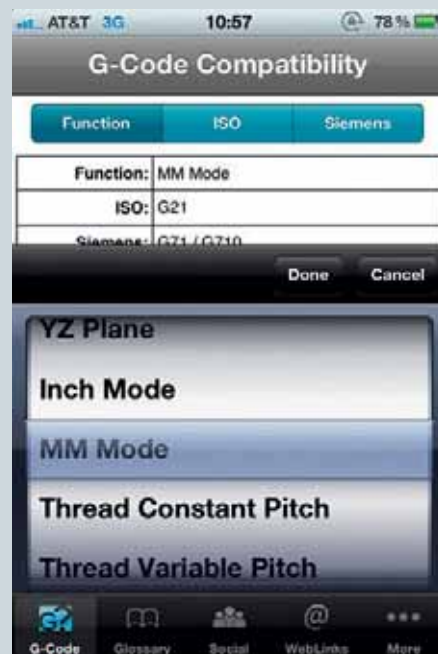 AT&T 3G 10:57 78%
G-Code Compatibility
Function ISO Siemens
Function: MM Mode
ISO: G21
Siemens: G71 / G710
Done Cancel
YZ Plane
Inch Mode
MM Mode
Thread Constant Pitch
Thread Variable Pitch
G-Code Glossary Social WebLinks More